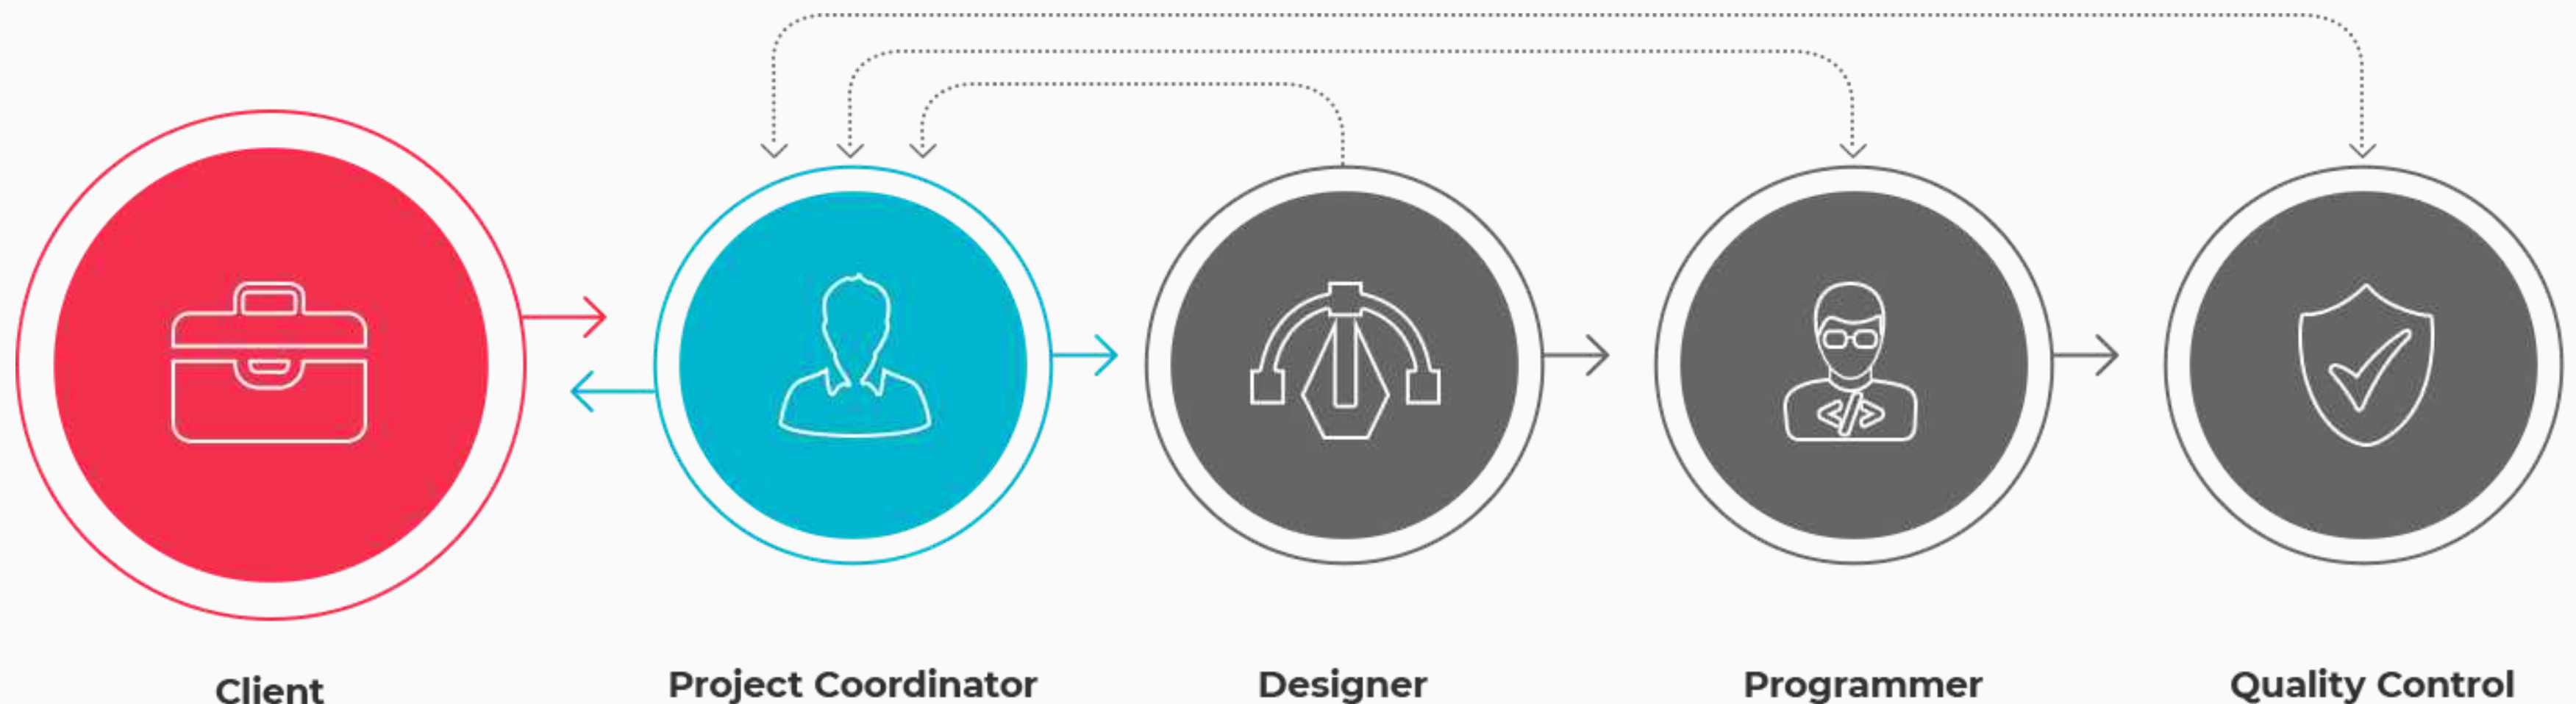 Client
Project Coordinator
Designer
Programmer
Quality Control